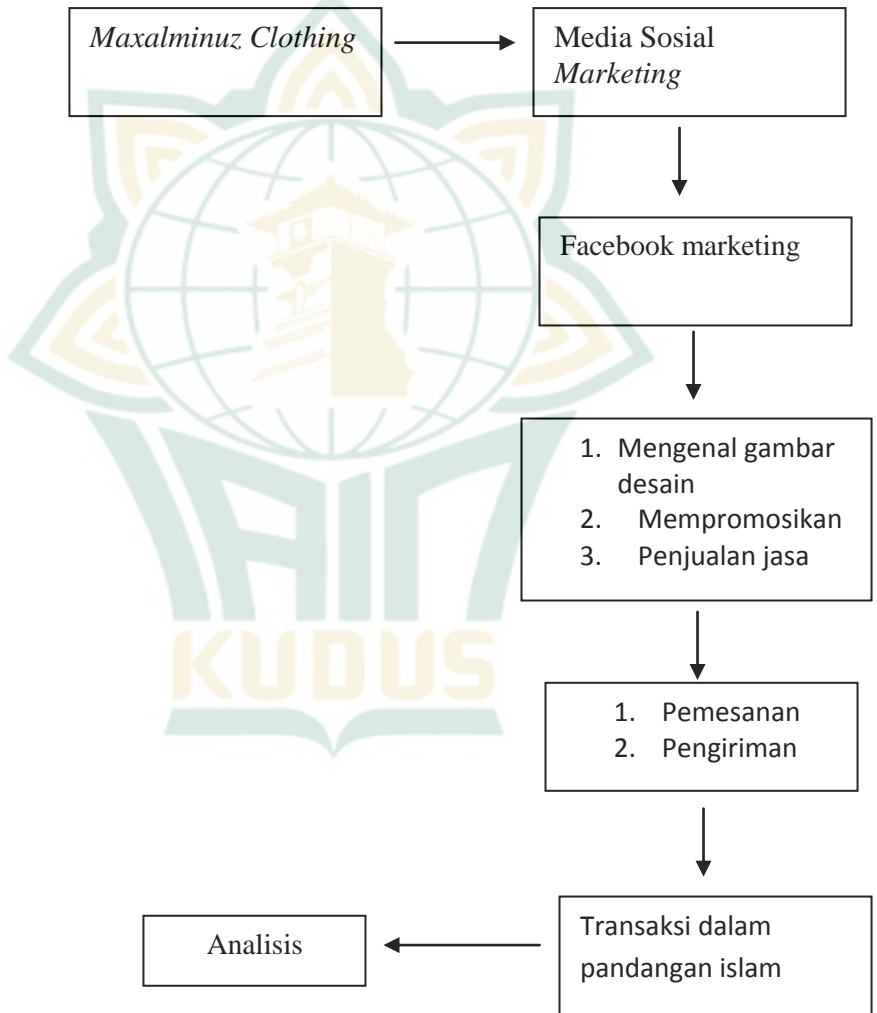 Maxalminuz Clothing
Media Sosial
Marketing
Facebook marketing
1. Mengenal gambar
desain
2. Mempromosikan
3. Penjualan jasa
1. Pemesanan
2. Pengiriman
Transaksi dalam
pandangan islam
Analisis
IAIN
KUDUS